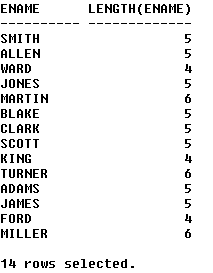 ENAME      LENGTH(ENAME)
---------- -------------
SMITH                  5
ALLEN                  5
WARD                   4
JONES                  5
MARTIN                 6
BLAKE                  5
CLARK                  5
SCOTT                  5
KING                   4
TURNER                 6
ADAMS                  5
JAMES                  5
FORD                   4
MILLER                 6
14 rows selected.